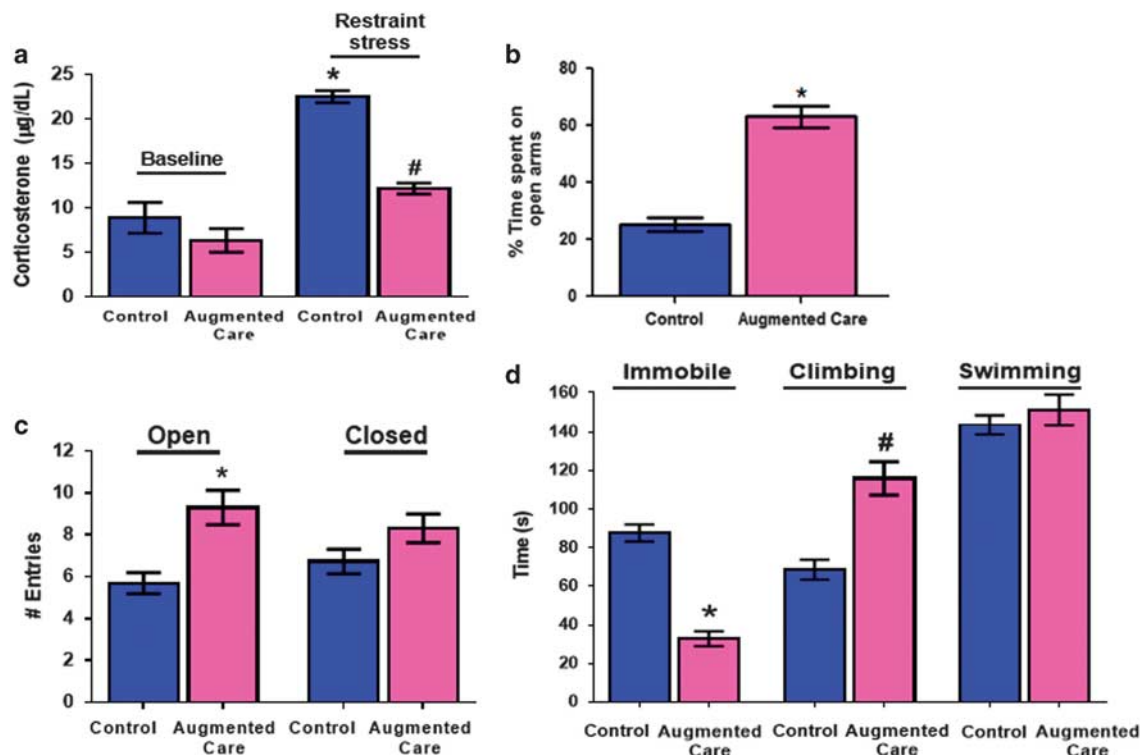 a
Restraint
stress
Corticosterone (µg/dL)
25
20
15
10
5
0
Baseline
*
#
Control
Augmented
Care
Control
Augmented
Care
b
% Time spent on
open arms
80
60
40
20
0
*
Control
Augmented Care
c
# Entries
12
10
8
6
4
2
0
Open
Closed
*
Control
Augmented
Care
Control
Augmented
Care
d
Immobile
Climbing
Swimming
Time (s)
160
140
120
100
80
60
40
20
0
*
#
Control
Augmented
Care
Control
Augmented
Care
Control
Augmented
Care